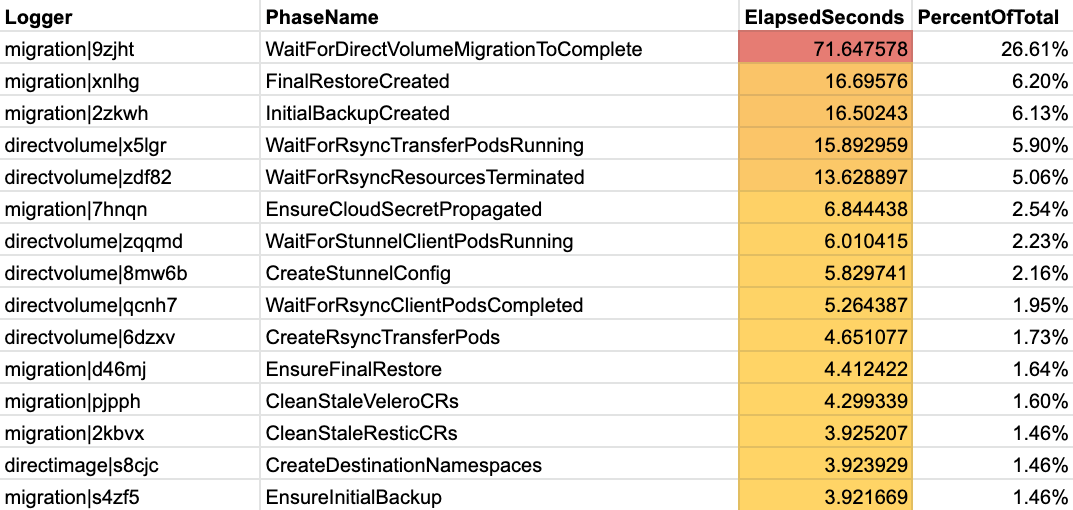 Logger PhaseName ElapsedSeconds PercentOfTotal
migration|9zjht WaitForDirectVolumeMigrationToComplete 71.647578 26.61%
migration|xnlhg FinalRestoreCreated 16.69576 6.20%
migration|2zkwh InitialBackupCreated 16.50243 6.13%
directvolume|x5lgr WaitForRsyncTransferPodsRunning 15.892959 5.90%
directvolume|zdf82 WaitForRsyncResourcesTerminated 13.628897 5.06%
migration|7hnqn EnsureCloudSecretPropagated 6.844438 2.54%
directvolume|zqqmd WaitForStunnelClientPodsRunning 6.010415 2.23%
directvolume|8mw6b CreateStunnelConfig 5.829741 2.16%
directvolume|qcnh7 WaitForRsyncClientPodsCompleted 5.264387 1.95%
directvolume|6dzxv CreateRsyncTransferPods 4.651077 1.73%
migration|d46mj EnsureFinalRestore 4.412422 1.64%
migration|pjpph CleanStaleVeleroCRs 4.299339 1.60%
migration|2kbvx CleanStaleResticCRs 3.925207 1.46%
directimage|s8cjc CreateDestinationNamespaces 3.923929 1.46%
migration|s4zf5 EnsureInitialBackup 3.921669 1.46%